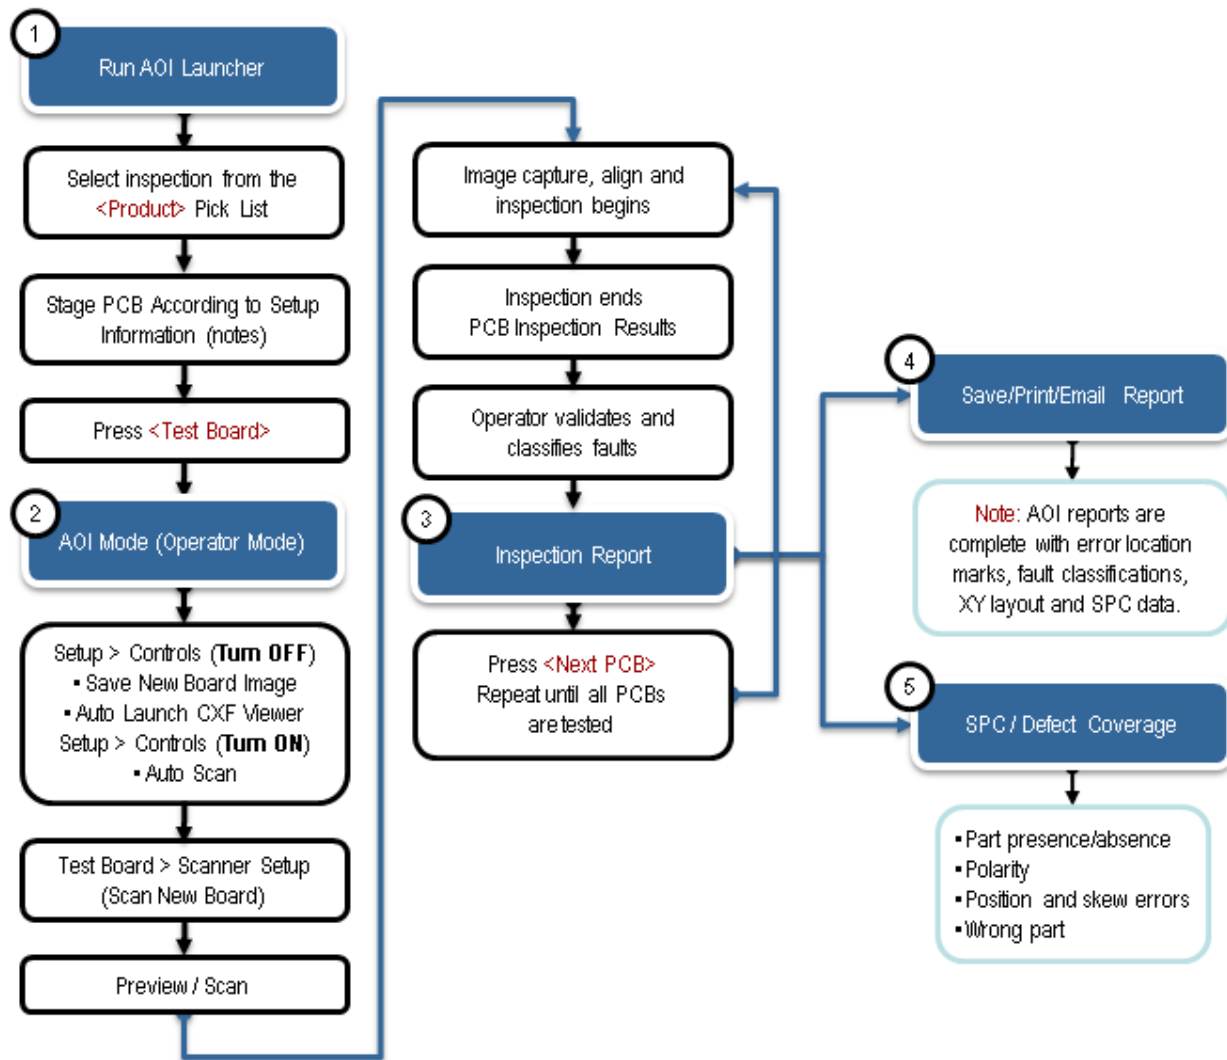 1
Run AOI Launcher
Select inspection from the
<Product> Pick List
Stage PCB According to Setup
Information (notes)
Press <Test Board>
2
AOI Mode (Operator Mode)
Setup > Controls (Turn OFF)
▪ Save New Board Image
▪ Auto Launch CXF Viewer
Setup > Controls (Turn ON)
▪ Auto Scan
Test Board > Scanner Setup
(Scan New Board)
Preview / Scan
Image capture, align and
inspection begins
Inspection ends
PCB Inspection Results
Operator validates and
classifies faults
3
Inspection Report
Press <Next PCB>
Repeat until all PCBs
are tested
4
Save/Print/Email Report
Note: AOI reports are
complete with error location
marks, fault classifications,
XY layout and SPC data.
5
SPC / Defect Coverage
▪ Part presence/absence
▪ Polarity
▪ Position and skew errors
▪ Wrong part